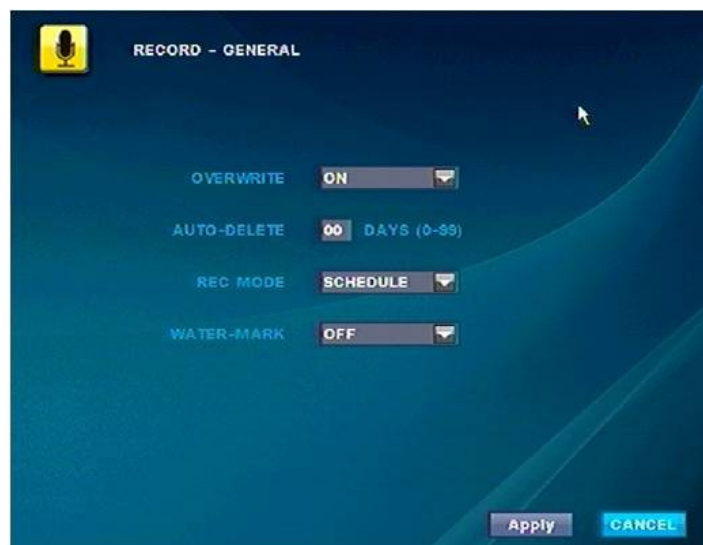 RECORD - GENERAL
OVERWRITE ON
AUTO-DELETE 00 DAYS (0-99)
REC MODE SCHEDULE
WATER-MARK OFF
Apply CANCEL